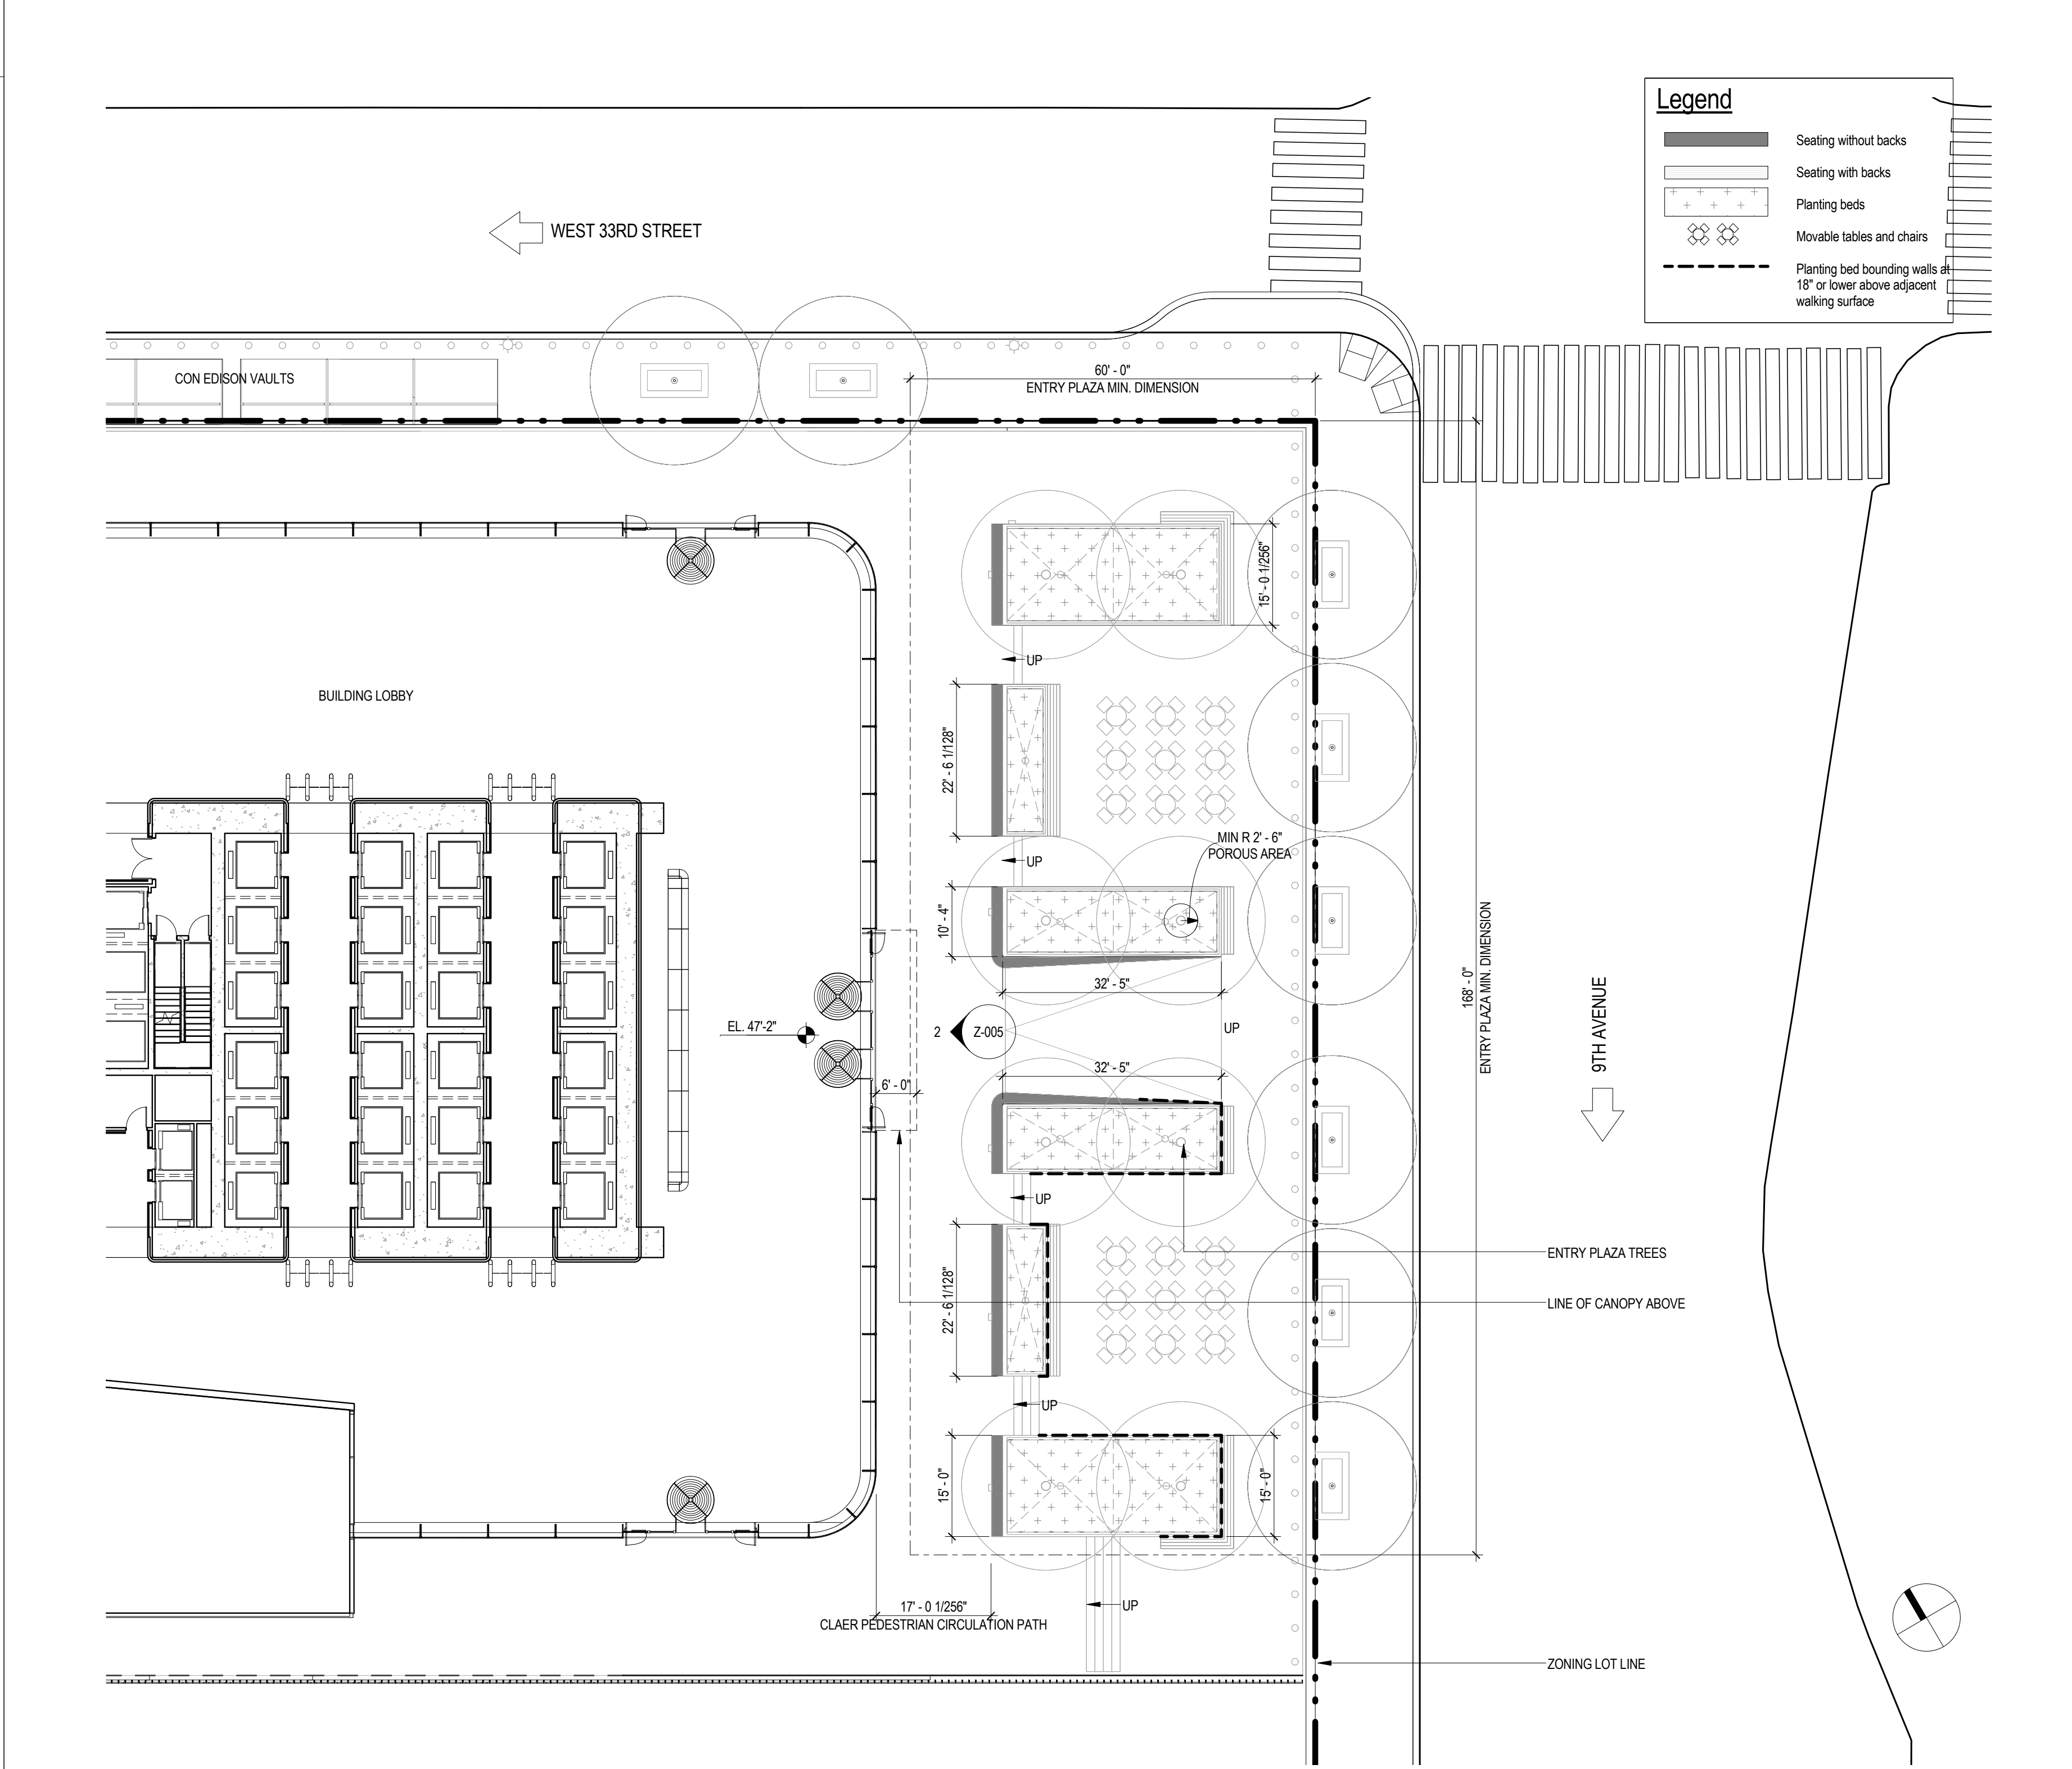 Legend
Seating without backs
Seating with backs
Planting beds
Movable tables and chairs
Planting bed bounding walls at
18" or lower above adjacent
walking surface
WEST 33RD STREET
CON EDISON VAULTS
60' - 0"
ENTRY PLAZA MIN. DIMENSION
15' - 0 1/256"
UP
BUILDING LOBBY
22' - 6 1/128"
MIN R 2' - 6"
POROUS AREA
UP
10' - 4"
32' - 5"
168' - 0"
ENTRY PLAZA MIN. DIMENSION
9TH AVENUE
EL. 47'-2"
2
Z-005
UP
32' - 5"
6' - 0"
UP
ENTRY PLAZA TREES
22' - 6 1/128"
LINE OF CANOPY ABOVE
UP
15' - 0"
15' - 0"
17' - 0 1/256"
CLAER PEDESTRIAN CIRCULATION PATH
UP
ZONING LOT LINE